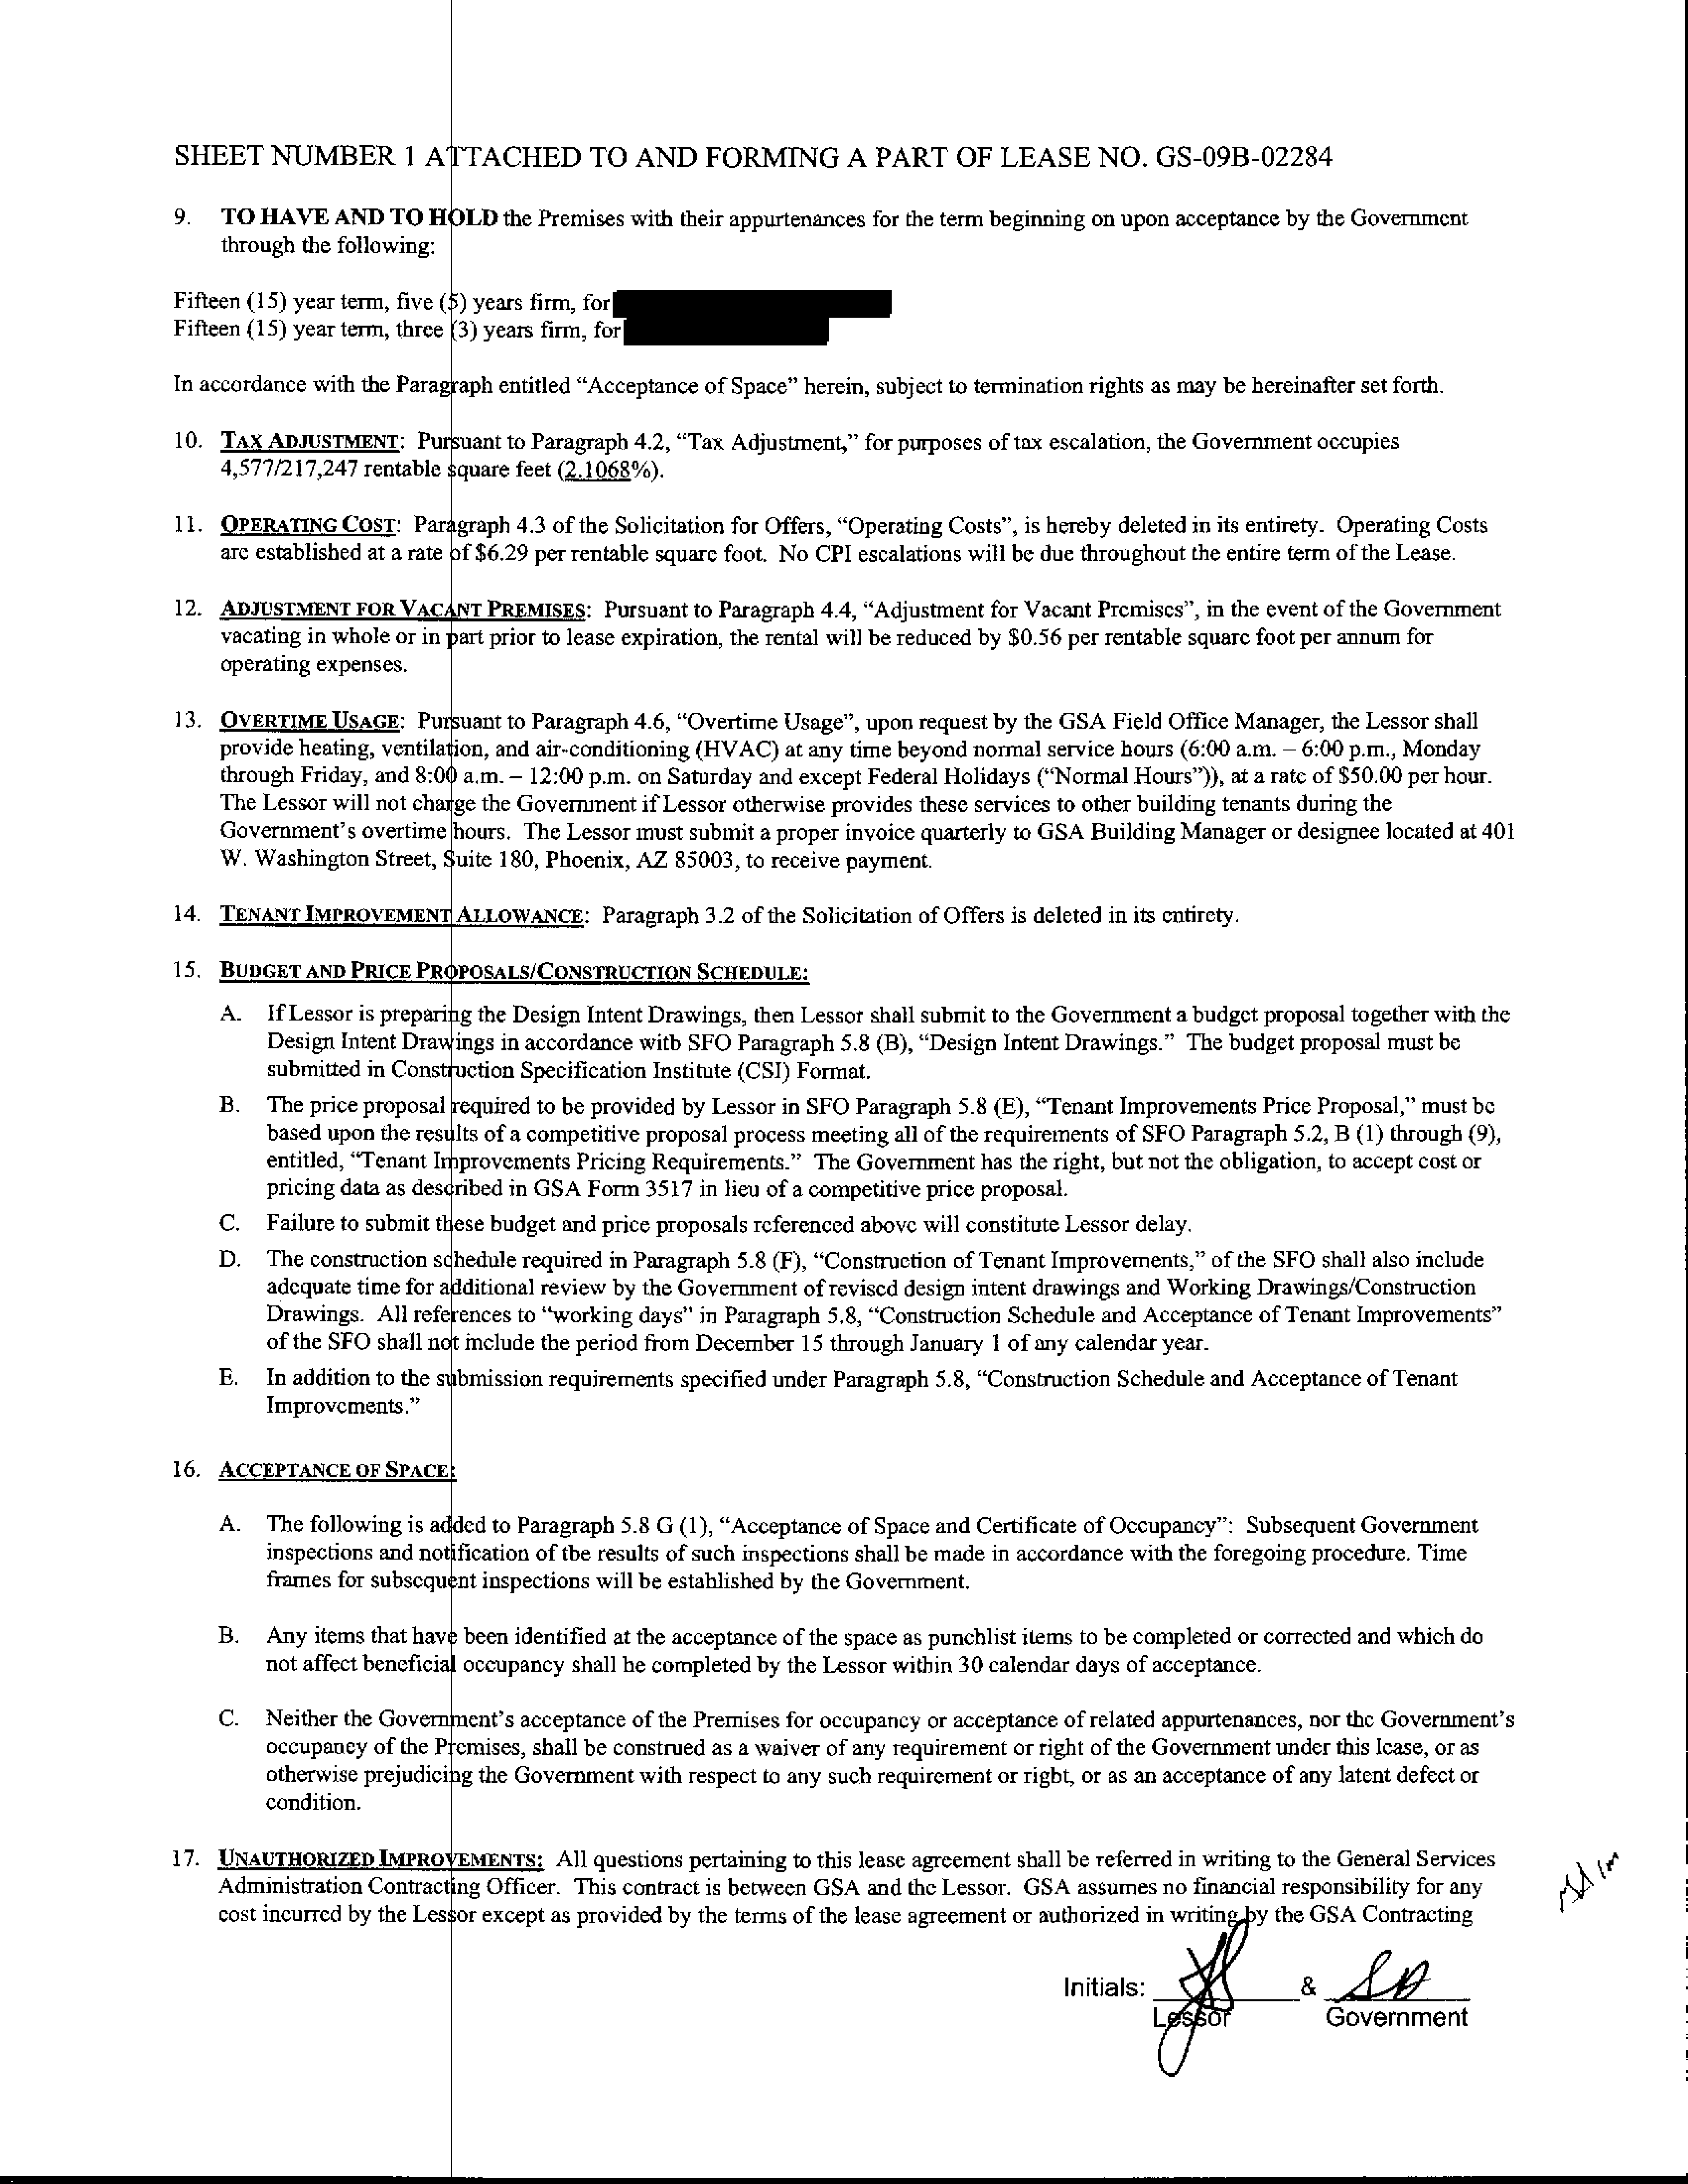 SHEET NUMBER 1 ATTACHED TO AND FORMING A PART OF LEASE NO. GS-09B-02284
9. TO HAVE AND TO HOLD the Premises with their appurtenances for the term beginning on upon acceptance by the Government
through the following:
Fifteen (15) year term, five (5) years firm, for
Fifteen (15) year term, three (3) years firm, for
In accordance with the Paragraph entitled “Acceptance of Space” herein, subject to termination rights as may be hereinafter set forth.
10. TAX ADJUSTMENT: Pursuant to Paragraph 4.2, “Tax Adjustment,” for purposes of tax escalation, the Government occupies
4,577/217,247 rentable square feet (2.1068%).
11. OPERATING COST: Paragraph 4.3 of the Solicitation for Offers, “Operating Costs”, is hereby deleted in its entirety. Operating Costs
are established at a rate of $6.29 per rentable square foot. No CPI escalations will be due throughout the entire term of the Lease.
12. ADJUSTMENT FOR VACANT PREMISES: Pursuant to Paragraph 4.4, “Adjustment for Vacant Premises”, in the event of the Government
vacating in whole or in part prior to lease expiration, the rental will be reduced by $0.56 per rentable square foot per annum for
operating expenses.
13. OVERTIME USAGE: Pursuant to Paragraph 4.6, “Overtime Usage”, upon request by the GSA Field Office Manager, the Lessor shall
provide heating, ventilation, and air-conditioning (HVAC) at any time beyond normal service hours (6:00 a.m. – 6:00 p.m., Monday
through Friday, and 8:00 a.m. – 12:00 p.m. on Saturday and except Federal Holidays (“Normal Hours”)), at a rate of $50.00 per hour.
The Lessor will not charge the Government if Lessor otherwise provides these services to other building tenants during the
Government’s overtime hours. The Lessor must submit a proper invoice quarterly to GSA Building Manager or designee located at 401
W. Washington Street, Suite 180, Phoenix, AZ 85003, to receive payment.
14. TENANT IMPROVEMENT ALLOWANCE: Paragraph 3.2 of the Solicitation of Offers is deleted in its entirety.
15. BUDGET AND PRICE PROPOSALS/CONSTRUCTION SCHEDULE:
A. If Lessor is preparing the Design Intent Drawings, then Lessor shall submit to the Government a budget proposal together with the
Design Intent Drawings in accordance with SFO Paragraph 5.8 (B), “Design Intent Drawings.” The budget proposal must be
submitted in Construction Specification Institute (CSI) Format.
B. The price proposal required to be provided by Lessor in SFO Paragraph 5.8 (E), “Tenant Improvements Price Proposal,” must be
based upon the results of a competitive proposal process meeting all of the requirements of SFO Paragraph 5.2, B (1) through (9),
entitled, “Tenant Improvements Pricing Requirements.” The Government has the right, but not the obligation, to accept cost or
pricing data as described in GSA Form 3517 in lieu of a competitive price proposal.
C. Failure to submit these budget and price proposals referenced above will constitute Lessor delay.
D. The construction schedule required in Paragraph 5.8 (F), “Construction of Tenant Improvements,” of the SFO shall also include
adequate time for additional review by the Government of revised design intent drawings and Working Drawings/Construction
Drawings. All references to “working days” in Paragraph 5.8, “Construction Schedule and Acceptance of Tenant Improvements”
of the SFO shall not include the period from December 15 through January 1 of any calendar year.
E. In addition to the submission requirements specified under Paragraph 5.8, “Construction Schedule and Acceptance of Tenant
Improvements.”
16. ACCEPTANCE OF SPACE:
A. The following is added to Paragraph 5.8 G (1), “Acceptance of Space and Certificate of Occupancy”: Subsequent Government
inspections and notification of the results of such inspections shall be made in accordance with the foregoing procedure. Time
frames for subsequent inspections will be established by the Government.
B. Any items that have been identified at the acceptance of the space as punchlist items to be completed or corrected and which do
not affect beneficial occupancy shall be completed by the Lessor within 30 calendar days of acceptance.
C. Neither the Government’s acceptance of the Premises for occupancy or acceptance of related appurtenances, nor the Government’s
occupancy of the Premises, shall be construed as a waiver of any requirement or right of the Government under this lease, or as
otherwise prejudicing the Government with respect to any such requirement or right, or as an acceptance of any latent defect or
condition.
17. UNAUTHORIZED IMPROVEMENTS: All questions pertaining to this lease agreement shall be referred in writing to the General Services
Administration Contracting Officer. This contract is between GSA and the Lessor. GSA assumes no financial responsibility for any
cost incurred by the Lessor except as provided by the terms of the lease agreement or authorized in writing by the GSA Contracting
Initials: &
Lessor Government